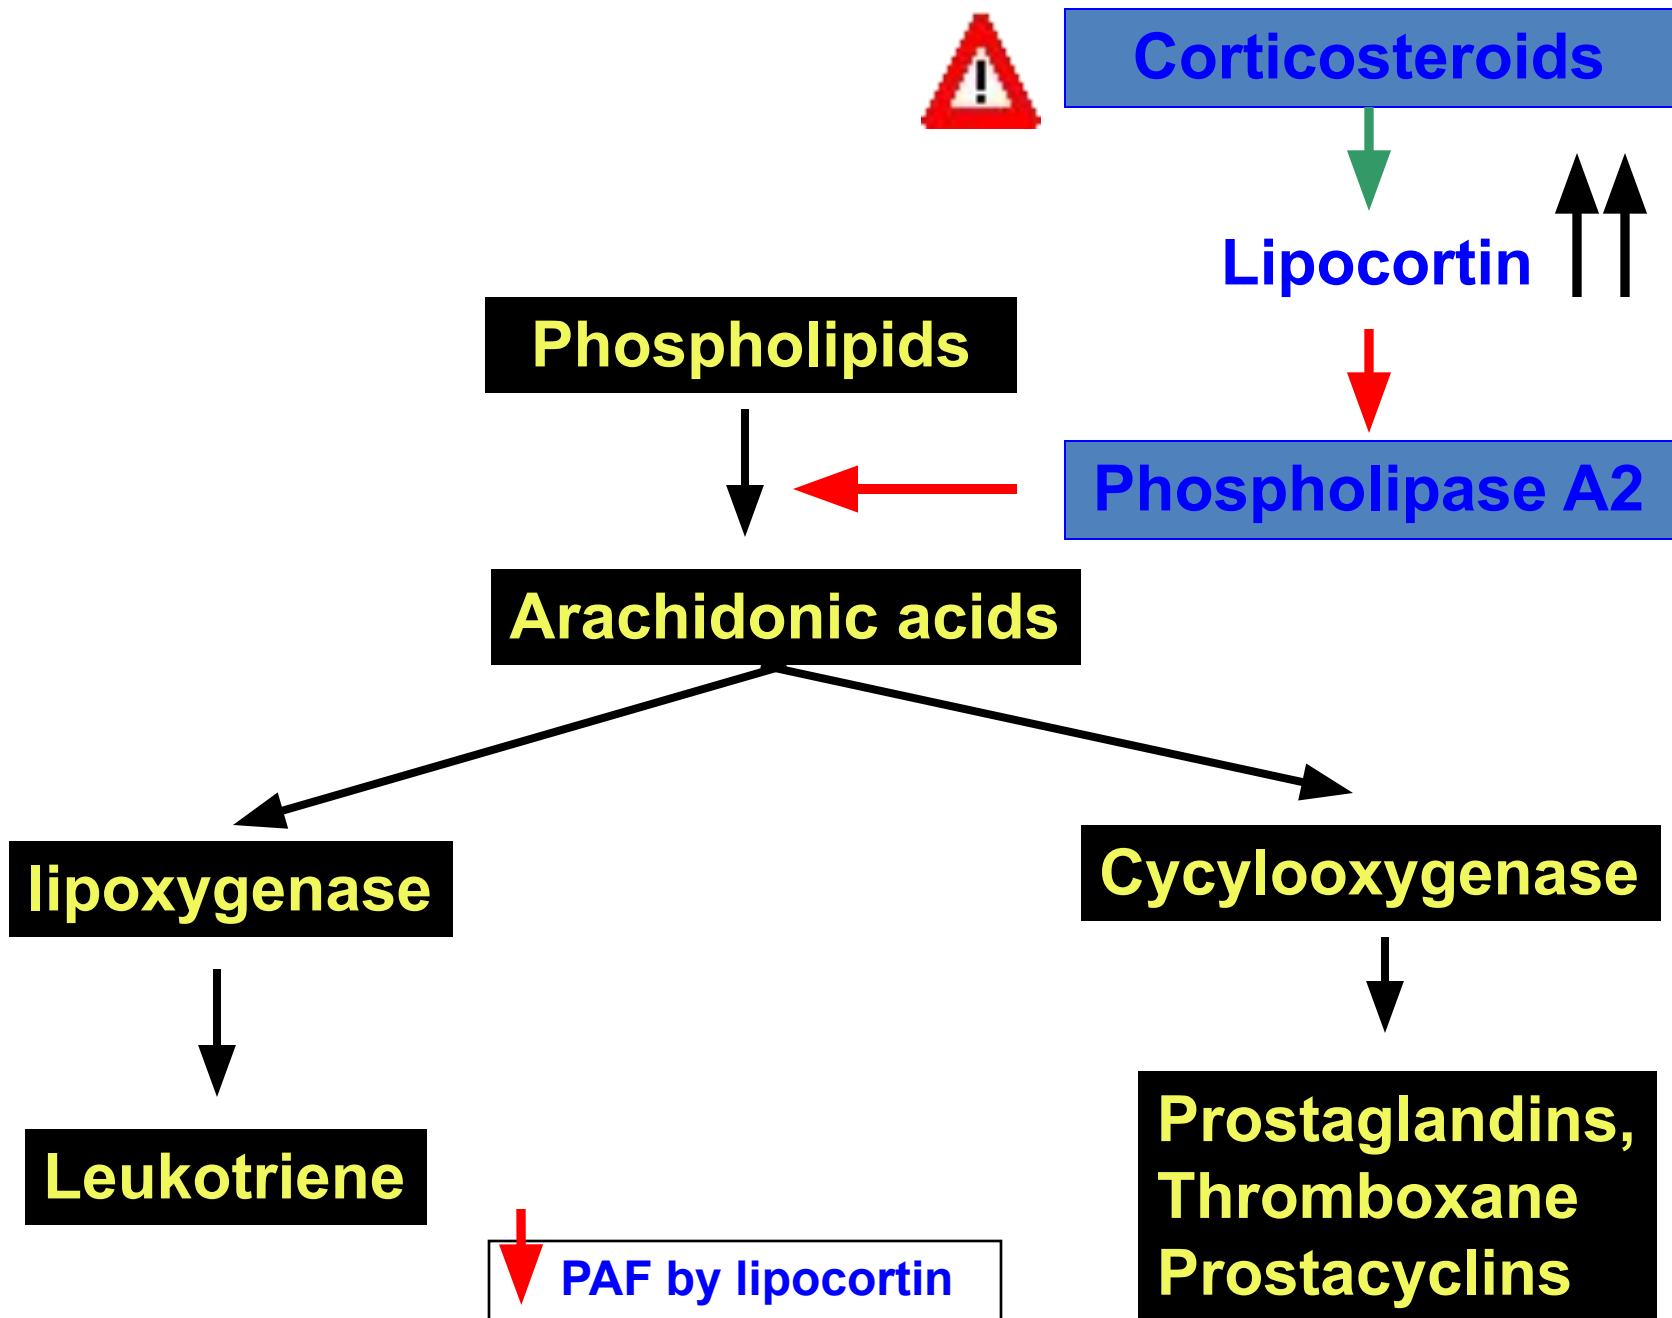 Corticosteroids
Lipocortin
Phospholipids
Phospholipase A2
Arachidonic acids
lipoxygenase
Cycylooxygenase
Leukotriene
Prostaglandins,
Thromboxane
Prostacyclins
PAF by lipocortin